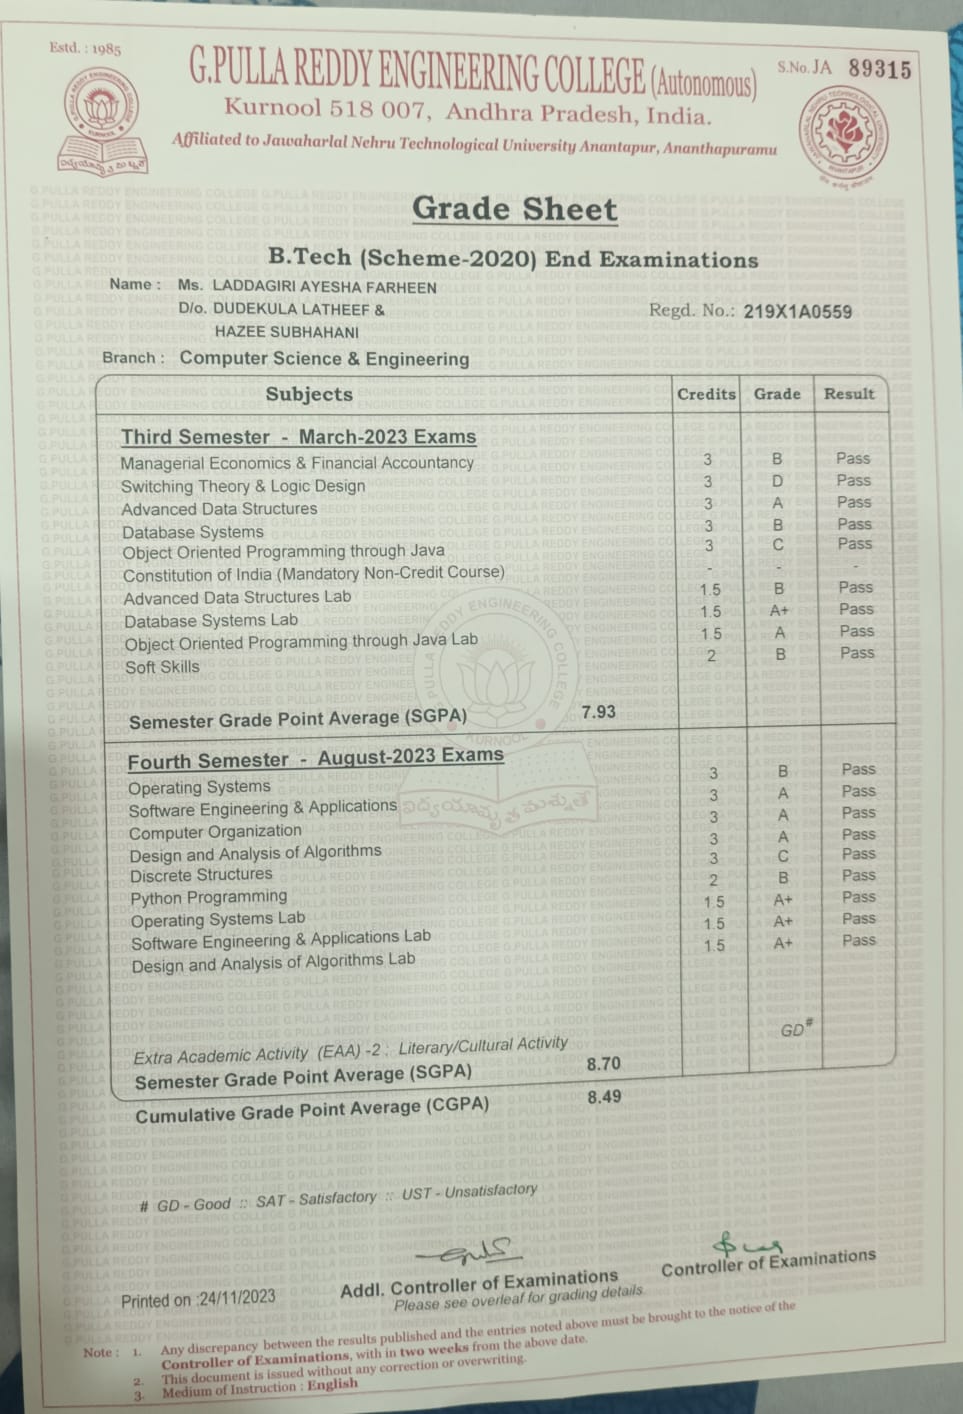 Estd. : 1985
G.PULLA REDDY ENGINEERING COLLEGE (Autonomous)
S.No. JA 89315
Kurnool 518 007, Andhra Pradesh, India.
Affiliated to Jawaharlal Nehru Technological University Anantapur, Ananthapuramu
Grade Sheet
B.Tech (Scheme-2020) End Examinations
Name : Ms. LADDAGIRI AYESHA FARHEEN
D/o. DUDEKULA LATHEEF &
HAZEE SUBHAHANI
Regd. No.: 219X1A0559
Branch : Computer Science & Engineering
Subjects Credits Grade Result
Third Semester - March-2023 Exams
Managerial Economics & Financial Accountancy 3 B Pass
Switching Theory & Logic Design 3 D Pass
Advanced Data Structures 3 A Pass
Database Systems 3 B Pass
Object Oriented Programming through Java 3 C Pass
Constitution of India (Mandatory Non-Credit Course) - - -
Advanced Data Structures Lab 1.5 B Pass
Database Systems Lab 1.5 A+ Pass
Object Oriented Programming through Java Lab 1.5 A Pass
Soft Skills 2 B Pass
Semester Grade Point Average (SGPA) 7.93
Fourth Semester - August-2023 Exams
Operating Systems 3 B Pass
Software Engineering & Applications 3 A Pass
Computer Organization 3 A Pass
Design and Analysis of Algorithms 3 A Pass
Discrete Structures 3 C Pass
Python Programming 2 B Pass
Operating Systems Lab 1.5 A+ Pass
Software Engineering & Applications Lab 1.5 A+ Pass
Design and Analysis of Algorithms Lab 1.5 A+ Pass
Extra Academic Activity (EAA) -2 : Literary/Cultural Activity GD#
Semester Grade Point Average (SGPA) 8.70
Cumulative Grade Point Average (CGPA) 8.49
# GD - Good :: SAT - Satisfactory :: UST - Unsatisfactory
Printed on :24/11/2023
Addl. Controller of Examinations
Controller of Examinations
Please see overleaf for grading details
Note : 1. Any discrepancy between the results published and the entries noted above must be brought to the notice of the
Controller of Examinations, with in two weeks from the above date.
2. This document is issued without any correction or overwriting.
3. Medium of Instruction : English